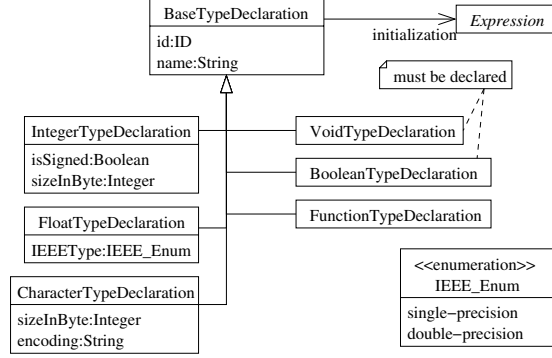 BaseTypeDeclaration
id:ID
name:String
initialization
Expression
must be declared
IntegerTypeDeclaration
isSigned:Boolean
sizeInByte:Integer
VoidTypeDeclaration
BooleanTypeDeclaration
FloatTypeDeclaration
IEEEType:IEEE_Enum
FunctionTypeDeclaration
CharacterTypeDeclaration
sizeInByte:Integer
encoding:String
<<enumeration>>
IEEE_Enum
single−precision
double−precision